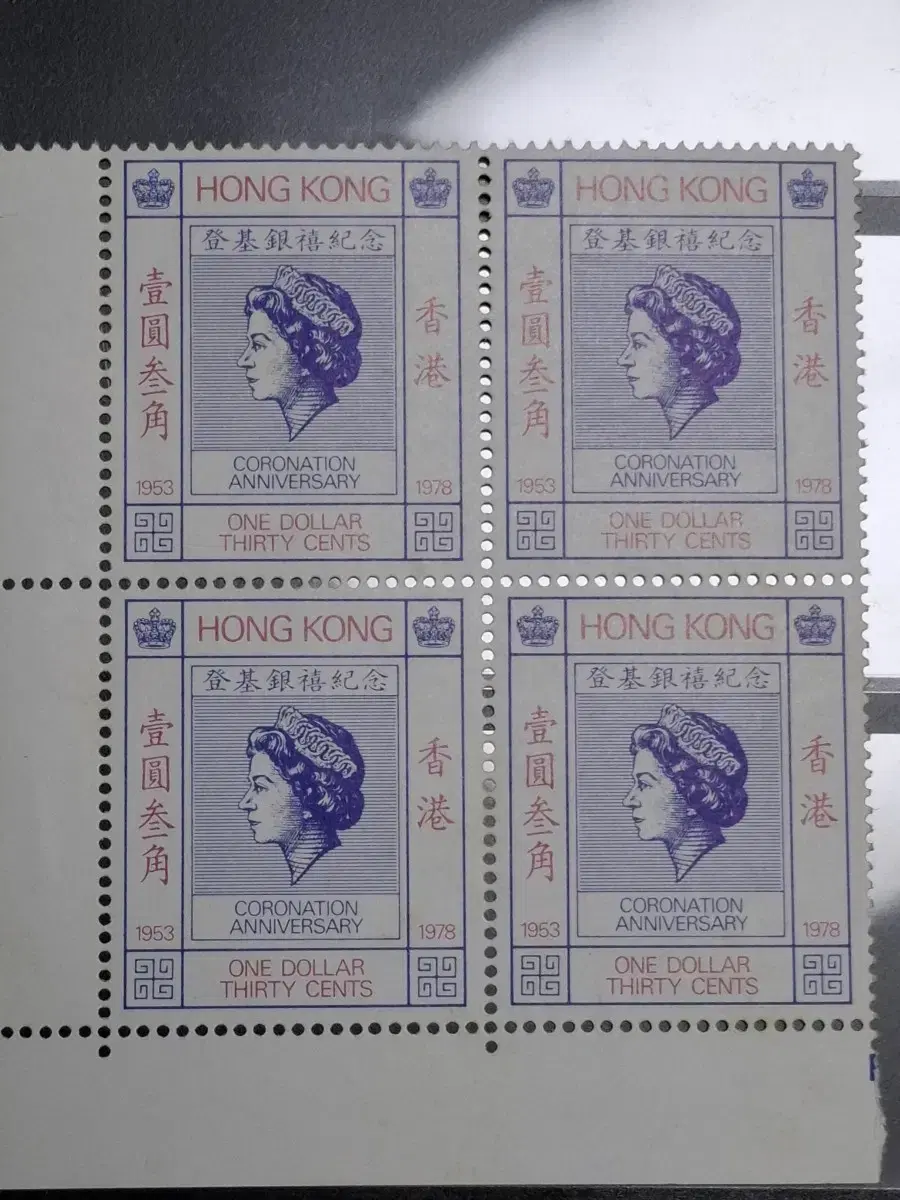 HONG KONG
登基銀禧紀念
壹圓叁角
香港
CORONATION
ANNIVERSARY
1953
1978
ONE DOLLAR
THIRTY CENTS
HONG KONG
登基銀禧紀念
壹圓叁角
香港
CORONATION
ANNIVERSARY
1953
1978
ONE DOLLAR
THIRTY CENTS
HONG KONG
登基銀禧紀念
壹圓叁角
香港
CORONATION
ANNIVERSARY
1953
1978
ONE DOLLAR
THIRTY CENTS
HONG KONG
登基銀禧紀念
壹圓叁角
香港
CORONATION
ANNIVERSARY
1953
1978
ONE DOLLAR
THIRTY CENTS